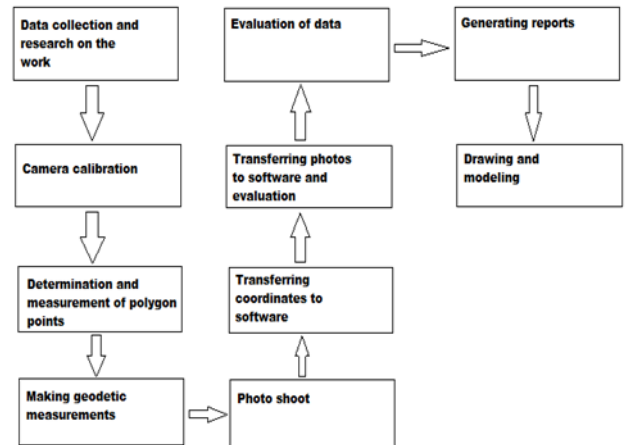 Data collection and
research on the
work
Camera calibration
Determination and
measurement of polygon
points
Making geodetic
measurements
Photo shoot
Transferring
coordinates to
software
Transferring photos
to software and
evaluation
Evaluation of data
Generating reports
Drawing and
modeling